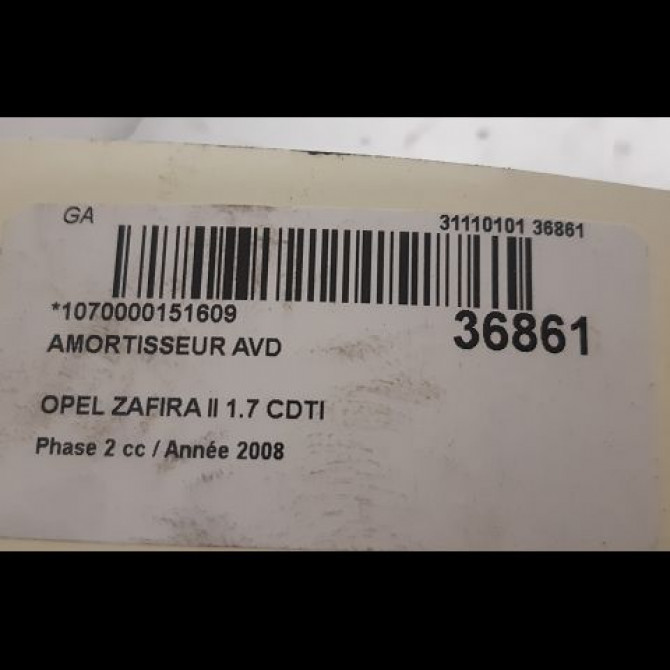 GA
31110101 36861
*1070000151609
36861
AMORTISSEUR AVD
OPEL ZAFIRA II 1.7 CDTI
Phase 2 cc / Année 2008